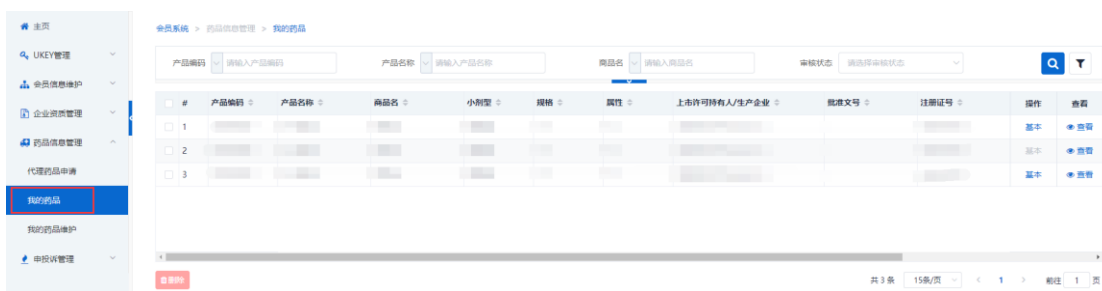 主页
会员系统 > 药品信息管理 > 我的药品
UKEY管理
产品编码 请输入产品编码 产品名称 请输入产品名称 商品名 请输入商品名 审核状态 请选择审核状态
会员信息维护
企业资质管理
# 产品编码 产品名称 商品名 小剂型 规格 属性 上市许可持有人/生产企业 批准文号 注册证号 操作 查看
1 基本 查看
药品信息管理
2 基本 查看
代理药品申请
3 基本 查看
我的药品
我的药品维护
申投诉管理
删除
共 3 条 15条/页 < 1 > 前往 1 页